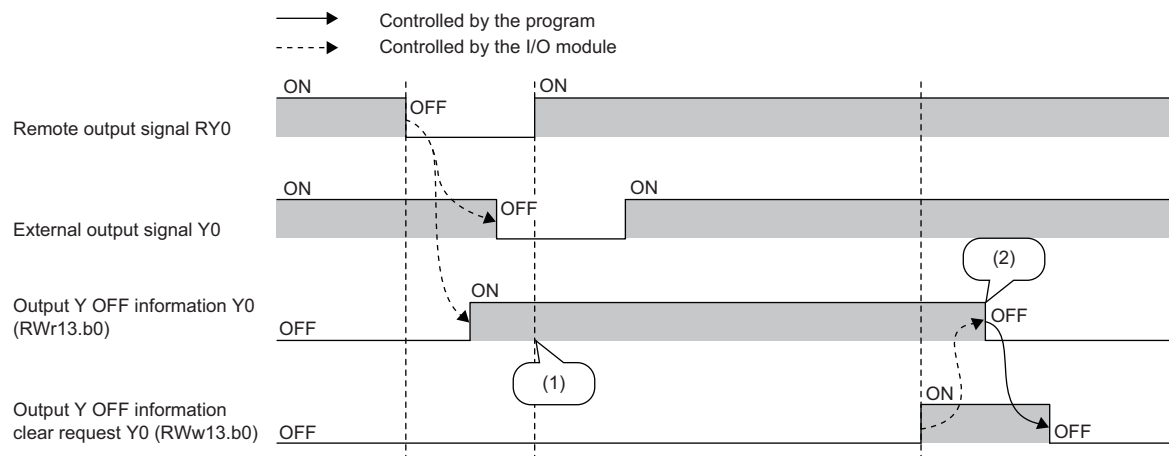 Controlled by the program
Controlled by the I/O module
ON
ON
OFF
Remote output signal RY0
ON
ON
OFF
External output signal Y0
(2)
ON
Output Y OFF information Y0
(RWr13.b0)
OFF
OFF
(1)
ON
Output Y OFF information
clear request Y0 (RWw13.b0)
OFF
OFF